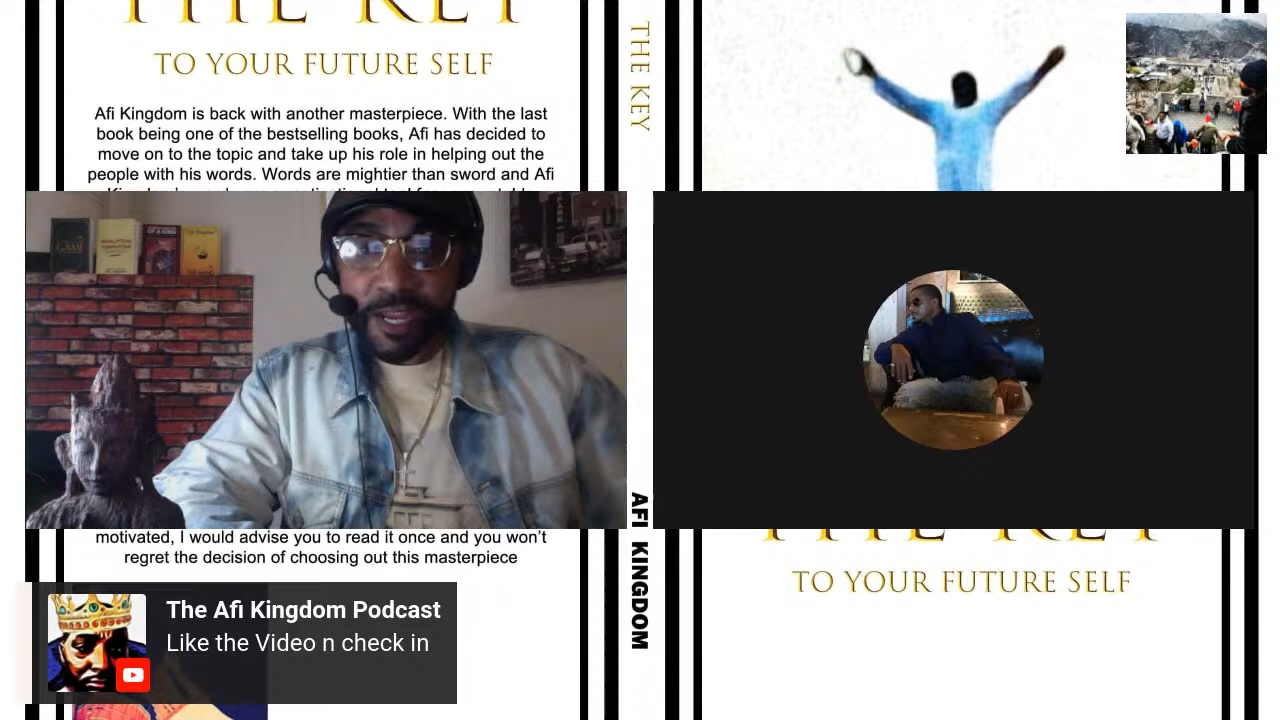 THE KEY
TO YOUR FUTURE SELF
Afi Kingdom is back with another masterpiece. With the last
book being one of the bestselling books, Afi has decided to
move on to the topic and take up his role in helping out the
people with his words. Words are mightier than sword and Afi
motivated, I would advise you to read it once and you won’t
regret the decision of choosing out this masterpiece
The Afi Kingdom Podcast
Like the Video n check in
THE KEY
AFI KINGDOM
THE KEY
TO YOUR FUTURE SELF